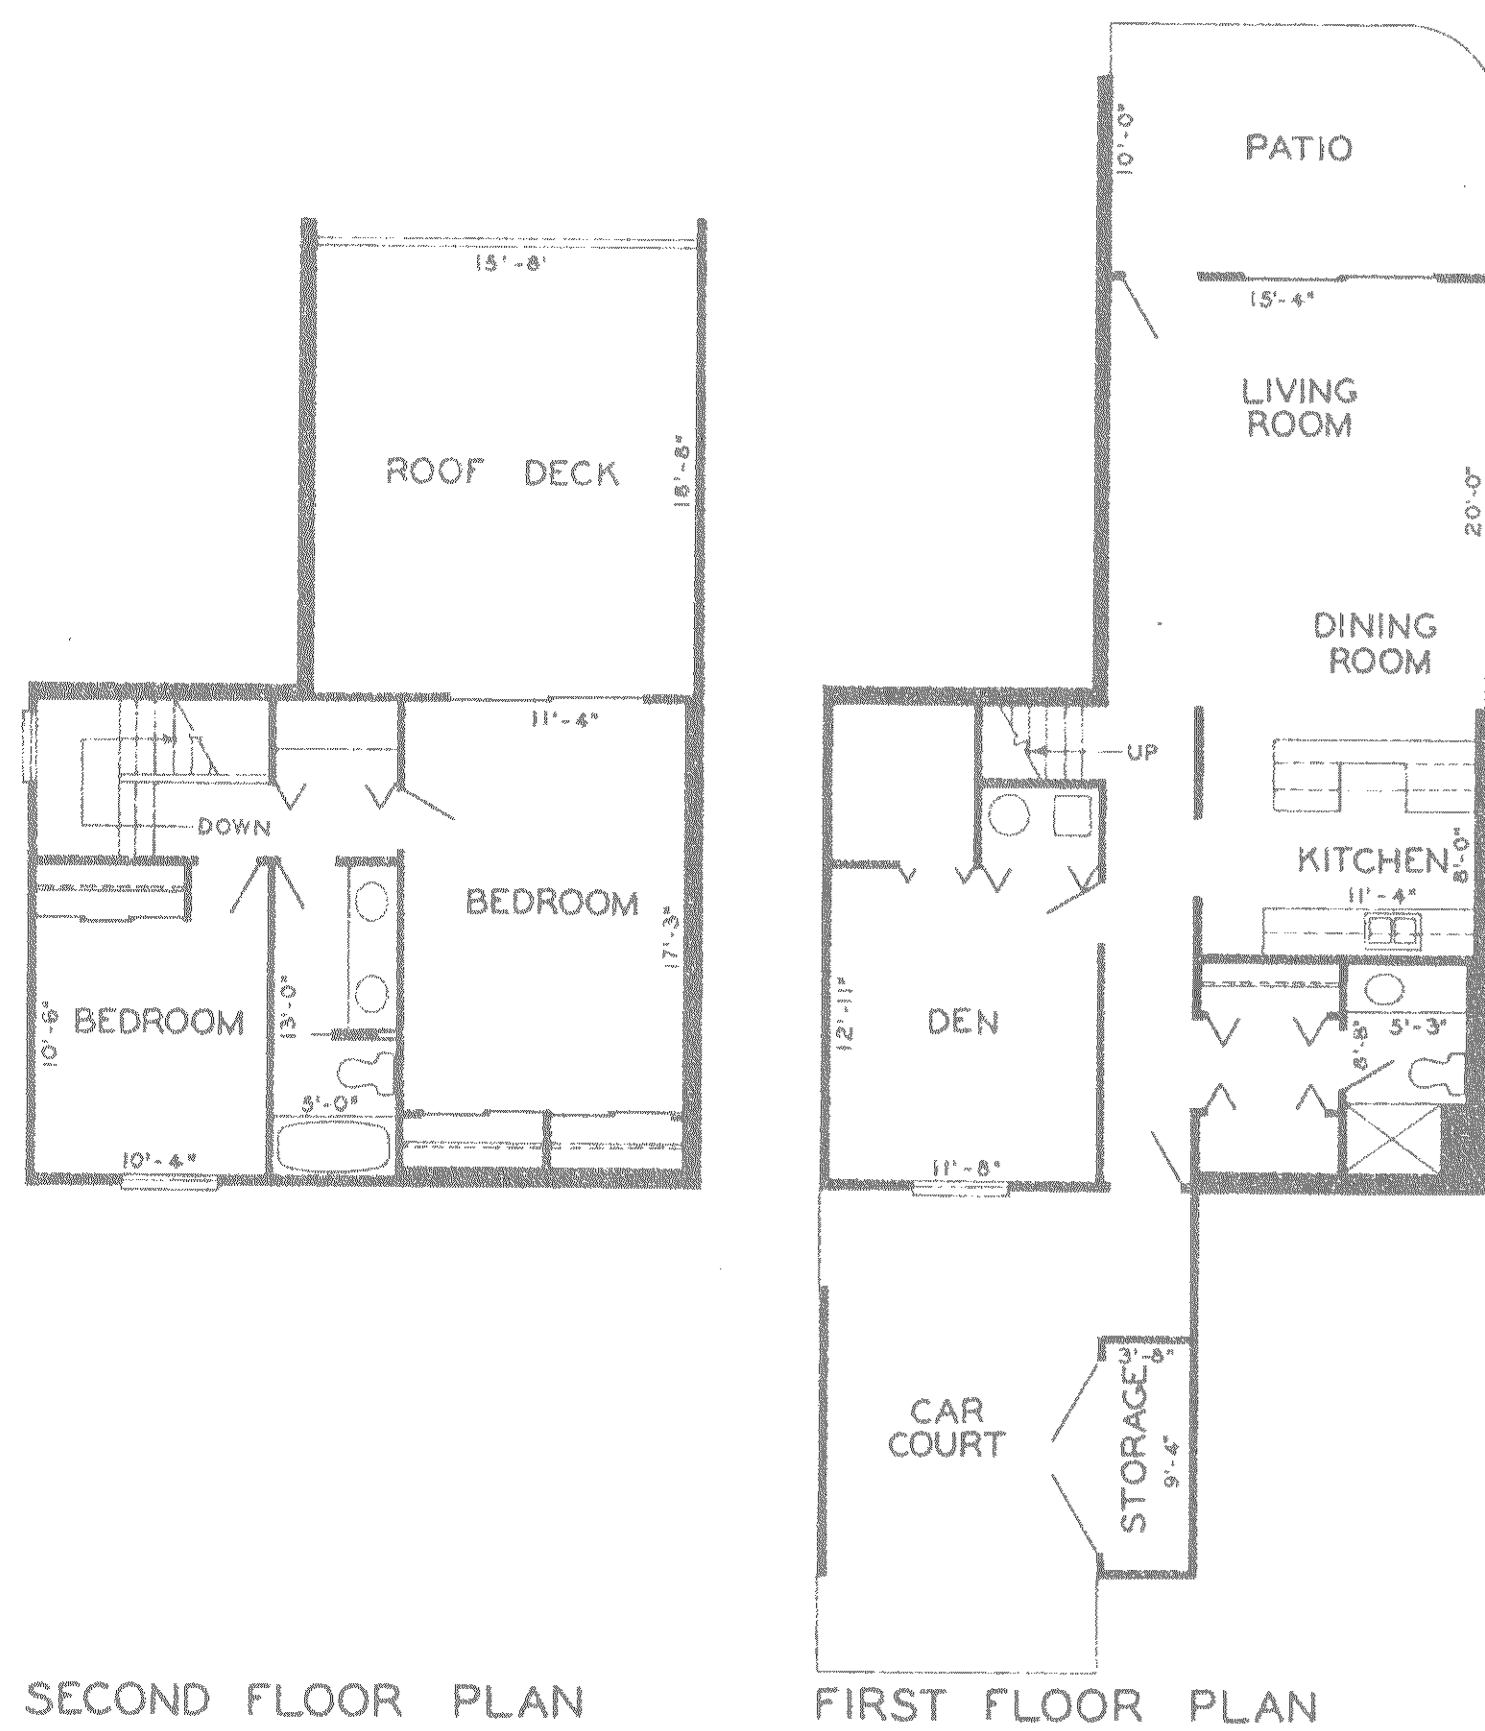 15'-8'
ROOF DECK
18'-8"
11'-4"
DOWN
BEDROOM
17'-3"
BEDROOM
10'-6"
13'-0"
5'-0"
10'-4"
SECOND FLOOR PLAN
PATIO
10'-0"
15'-4"
LIVING
ROOM
20'-0"
DINING
ROOM
UP
KITCHEN
8'-0"
11'-4"
DEN
12'-11"
5'-3"
8'-8"
11'-8"
3'-8"
STORAGE
9'-4"
CAR
COURT
FIRST FLOOR PLAN